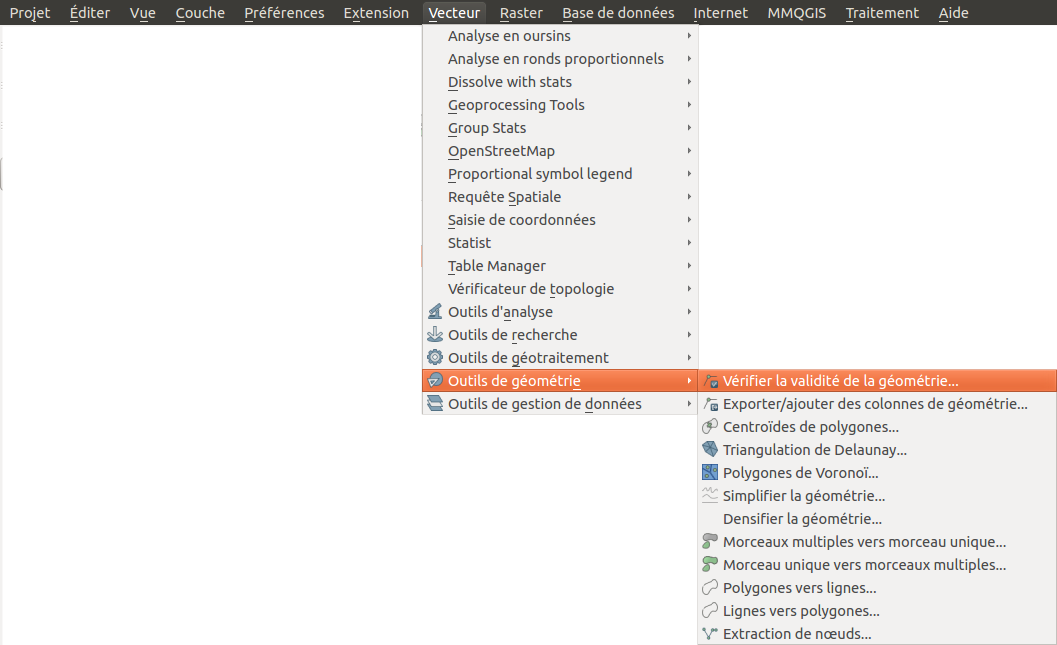 Projet Éditer Vue Couche Préférences Extension Vecteur Raster Base de données Internet MMQGIS Traitement Aide
Analyse en oursins
Analyse en ronds proportionnels
Dissolve with stats
Geoprocessing Tools
Group Stats
OpenStreetMap
Proportional symbol legend
Requête Spatiale
Saisie de coordonnées
Statist
Table Manager
Vérificateur de topologie
Outils d'analyse
Outils de recherche
Outils de géotraitement
Outils de géométrie
Outils de gestion de données
Vérifier la validité de la géométrie...
Exporter/ajouter des colonnes de géométrie...
Centroïdes de polygones...
Triangulation de Delaunay...
Polygones de Voronoï...
Simplifier la géométrie...
Densifier la géométrie...
Morceaux multiples vers morceau unique...
Morceau unique vers morceaux multiples...
Polygones vers lignes...
Lignes vers polygones...
Extraction de nœuds...